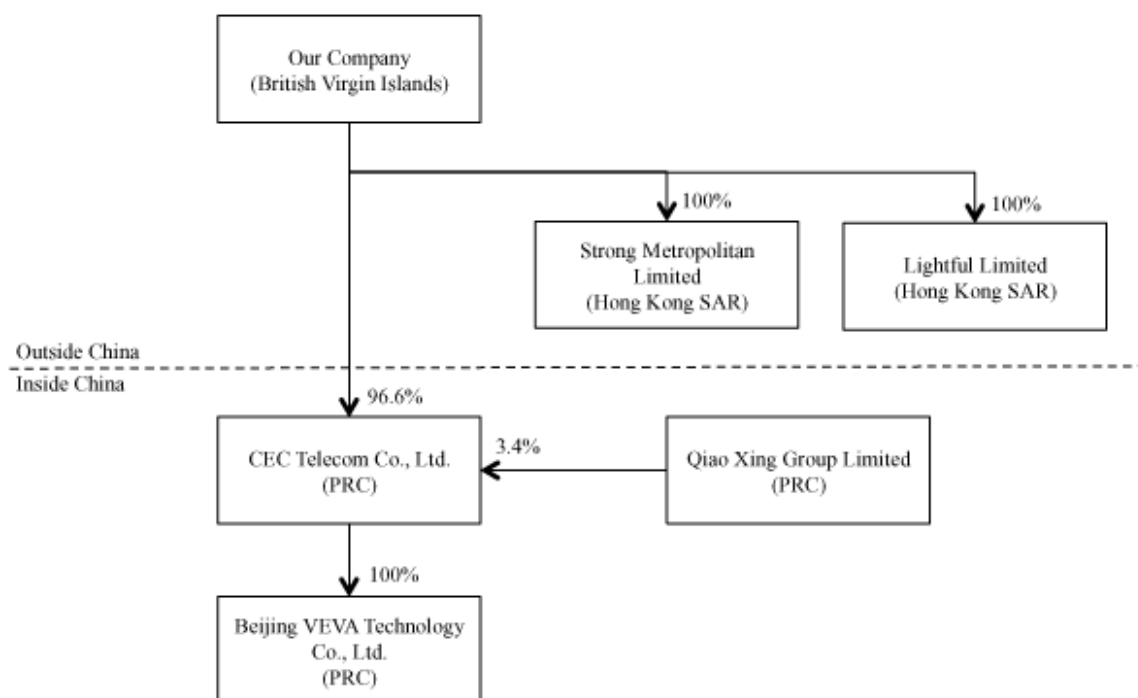 Our Company
(British Virgin Islands)
100%
100%
Strong Metropolitan
Limited
(Hong Kong SAR)
Lightful Limited
(Hong Kong SAR)
Outside China
Inside China
96.6%
CEC Telecom Co., Ltd.
(PRC)
3.4%
Qiao Xing Group Limited
(PRC)
100%
Beijing VEVA Technology
Co., Ltd.
(PRC)